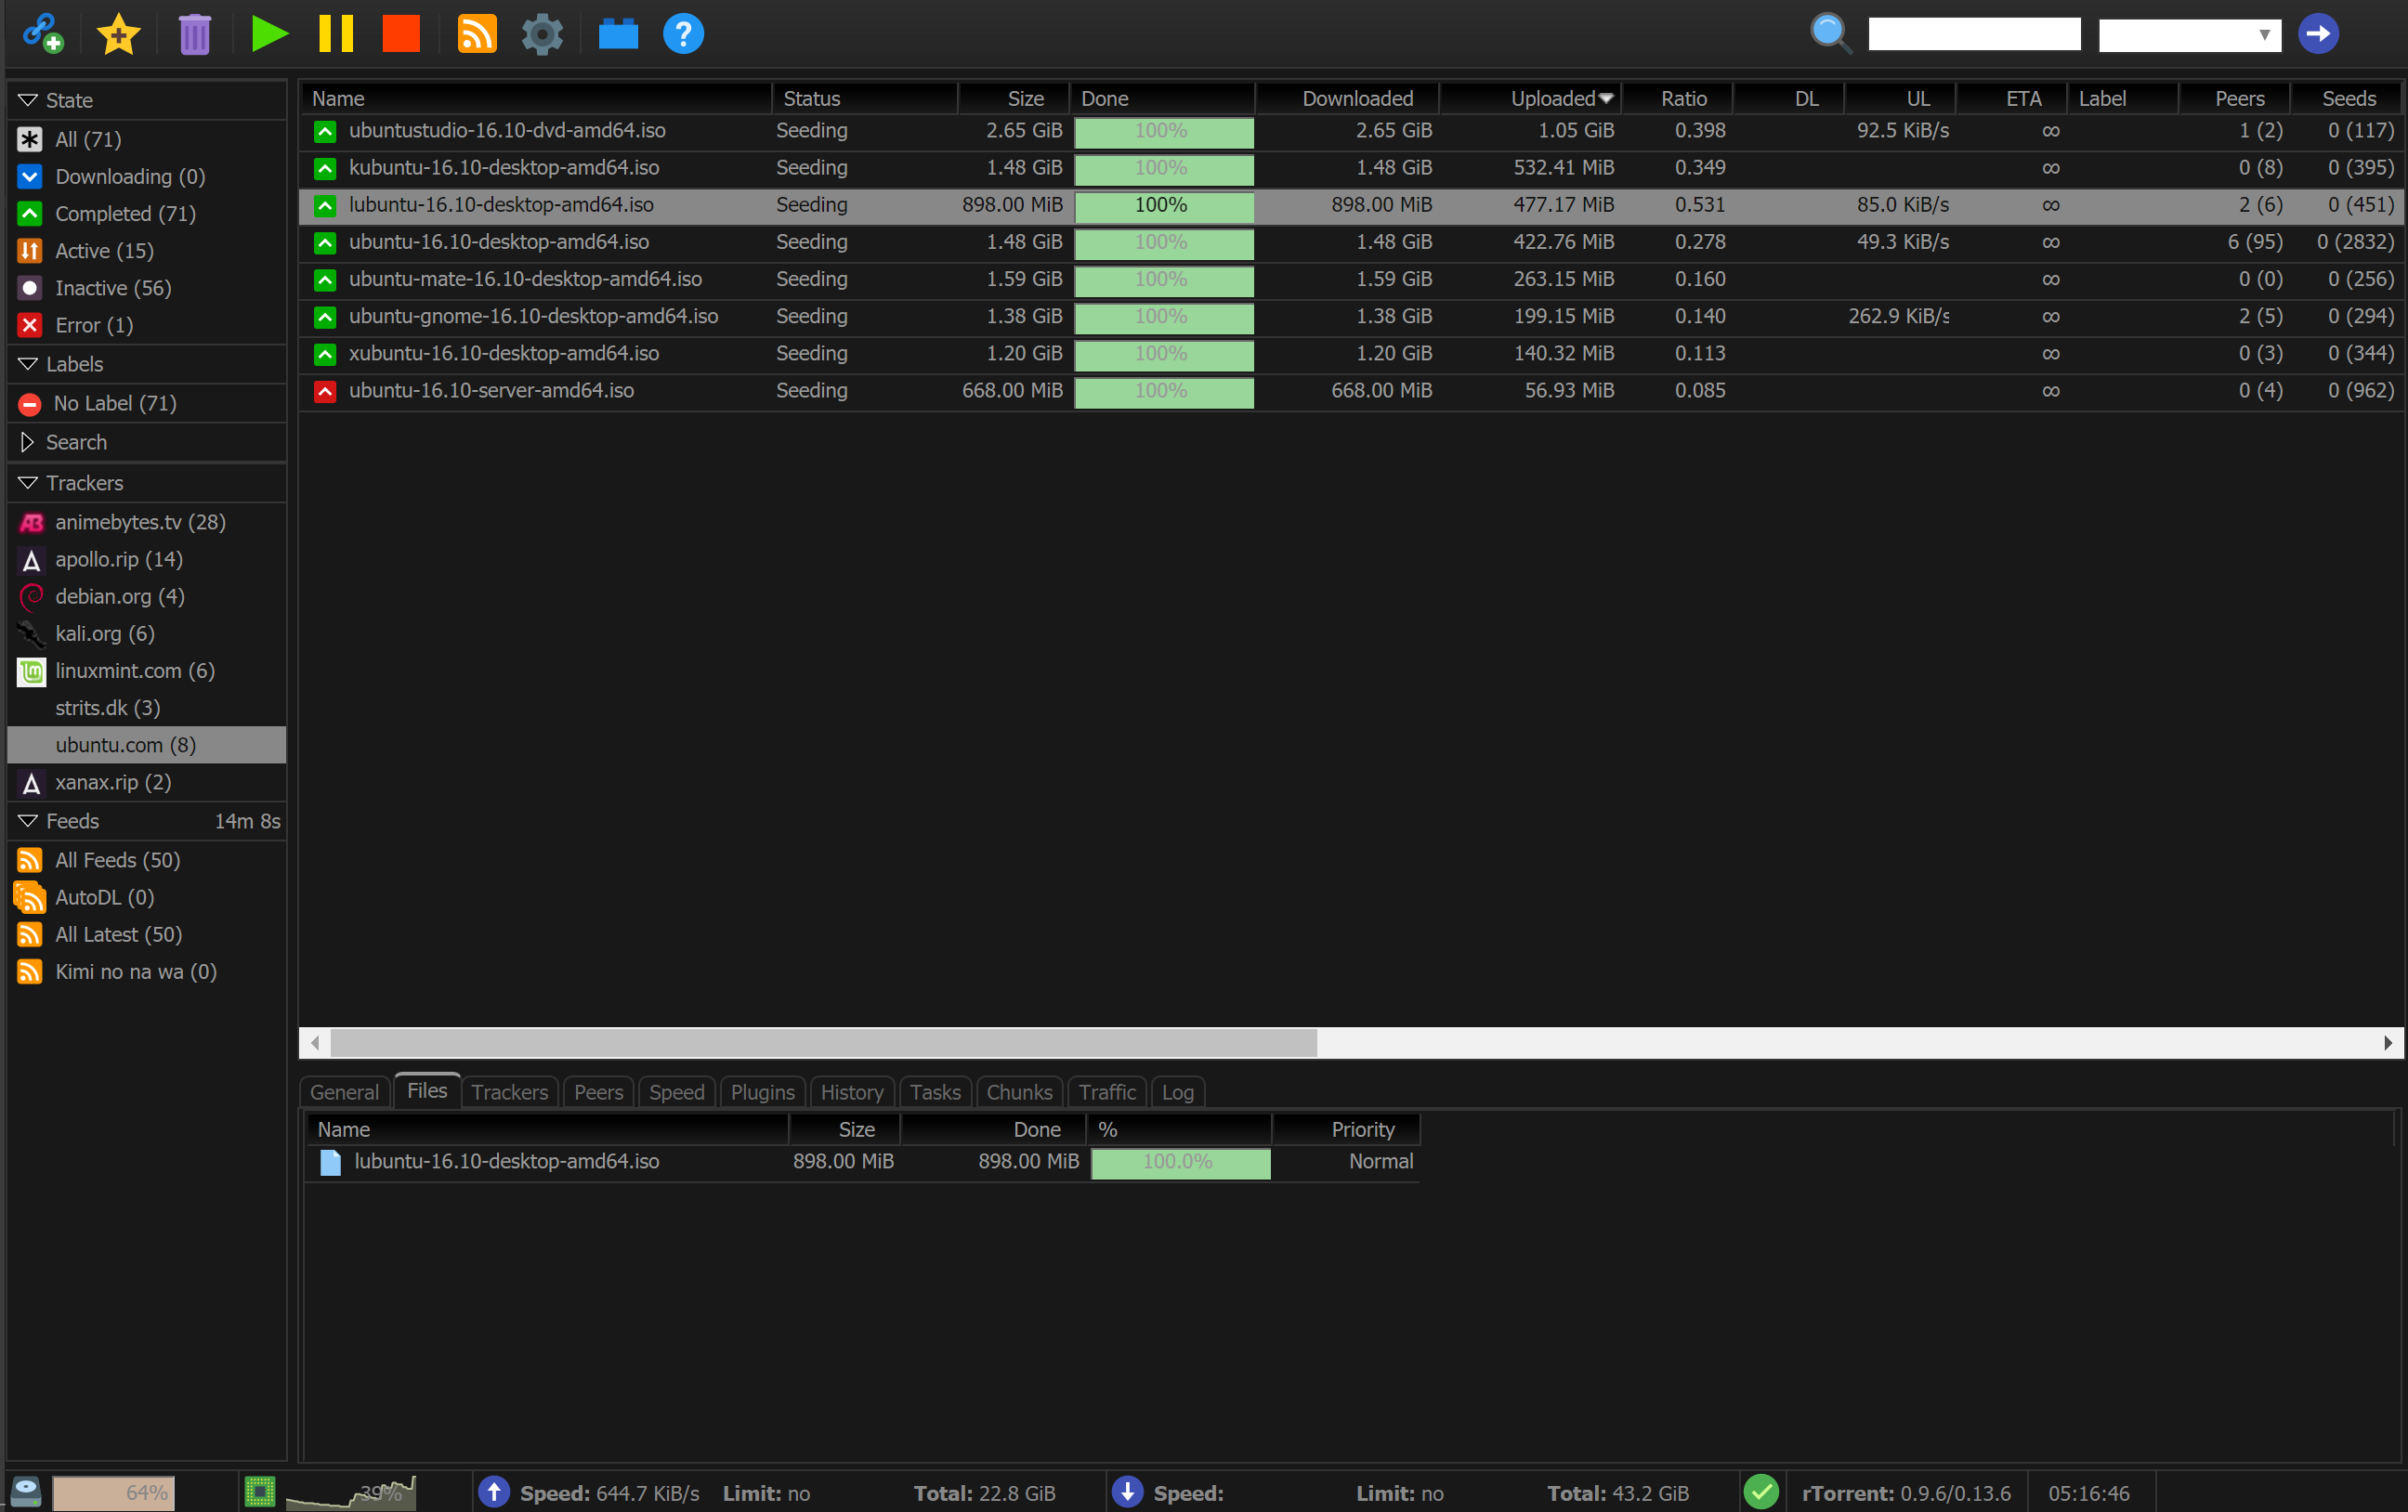 State
All (71)
Downloading (0)
Completed (71)
Active (15)
Inactive (56)
Error (1)
Labels
No Label (71)
Search
Trackers
animebytes.tv (28)
apollo.rip (14)
debian.org (4)
kali.org (6)
linuxmint.com (6)
strits.dk (3)
ubuntu.com (8)
xanax.rip (2)
Feeds 14m 8s
All Feeds (50)
AutoDL (0)
All Latest (50)
Kimi no na wa (0)
Name Status Size Done Downloaded Uploaded Ratio DL UL ETA Label Peers Seeds
ubuntustudio-16.10-dvd-amd64.iso Seeding 2.65 GiB 100% 2.65 GiB 1.05 GiB 0.398 92.5 KiB/s ∞ 1 (2) 0 (117)
kubuntu-16.10-desktop-amd64.iso Seeding 1.48 GiB 100% 1.48 GiB 532.41 MiB 0.349 ∞ 0 (8) 0 (395)
lubuntu-16.10-desktop-amd64.iso Seeding 898.00 MiB 100% 898.00 MiB 477.17 MiB 0.531 85.0 KiB/s ∞ 2 (6) 0 (451)
ubuntu-16.10-desktop-amd64.iso Seeding 1.48 GiB 100% 1.48 GiB 422.76 MiB 0.278 49.3 KiB/s ∞ 6 (95) 0 (2832)
ubuntu-mate-16.10-desktop-amd64.iso Seeding 1.59 GiB 100% 1.59 GiB 263.15 MiB 0.160 ∞ 0 (0) 0 (256)
ubuntu-gnome-16.10-desktop-amd64.iso Seeding 1.38 GiB 100% 1.38 GiB 199.15 MiB 0.140 262.9 KiB/s ∞ 2 (5) 0 (294)
xubuntu-16.10-desktop-amd64.iso Seeding 1.20 GiB 100% 1.20 GiB 140.32 MiB 0.113 ∞ 0 (3) 0 (344)
ubuntu-16.10-server-amd64.iso Seeding 668.00 MiB 100% 668.00 MiB 56.93 MiB 0.085 ∞ 0 (4) 0 (962)
General Files Trackers Peers Speed Plugins History Tasks Chunks Traffic Log
Name Size Done % Priority
lubuntu-16.10-desktop-amd64.iso 898.00 MiB 898.00 MiB 100.0% Normal
64% 39% Speed: 644.7 KiB/s Limit: no Total: 22.8 GiB Speed: Limit: no Total: 43.2 GiB rTorrent: 0.9.6/0.13.6 05:16:46